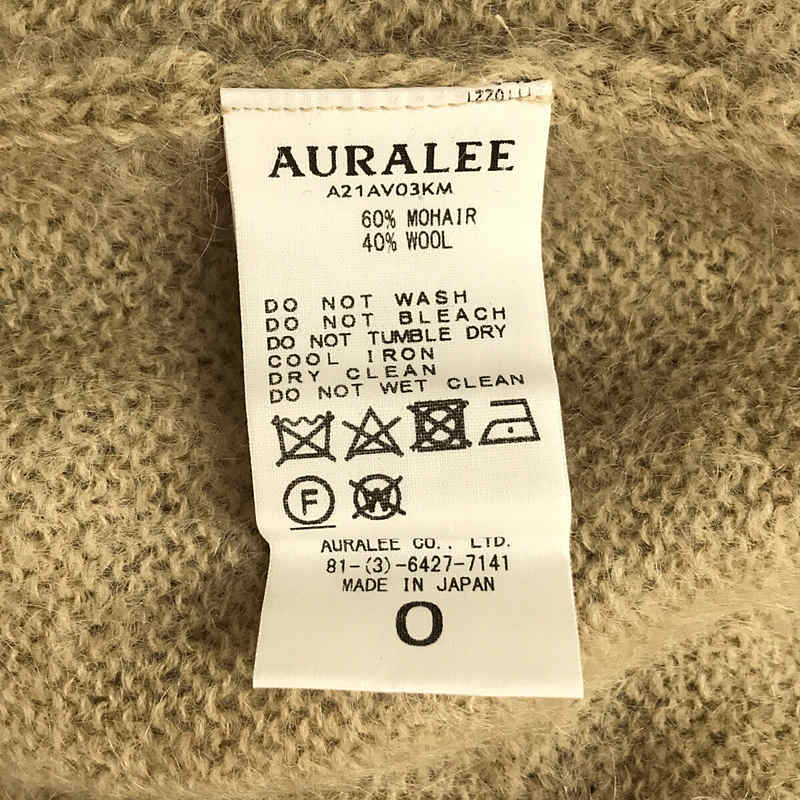 AURALEE
A21AV03KM
60% MOHAIR
40% WOOL
DO NOT WASH
DO NOT BLEACH
DO NOT TUMBLE DRY
COOL IRON
DRY CLEAN
DO NOT WET CLEAN
F W
AURALEE CO., LTD.
81-(3)-6427-7141
MADE IN JAPAN
0